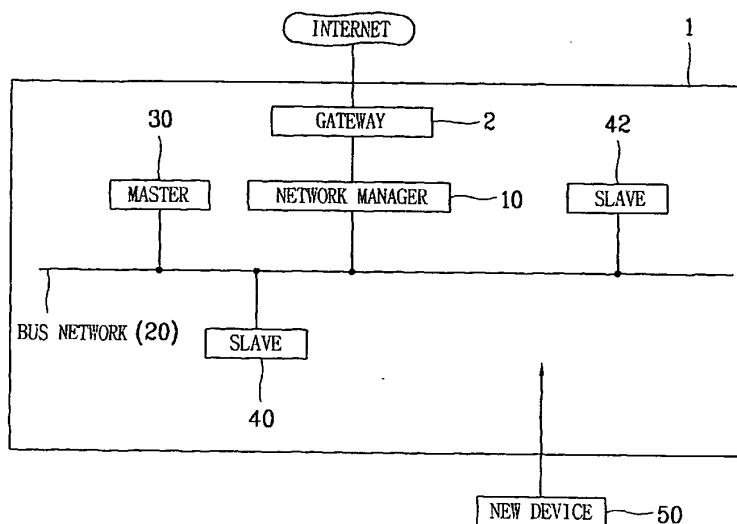 INTERNET
1
30
GATEWAY
2
42
MASTER
NETWORK MANAGER
10
SLAVE
BUS NETWORK (20)
SLAVE
40
NEW DEVICE
50